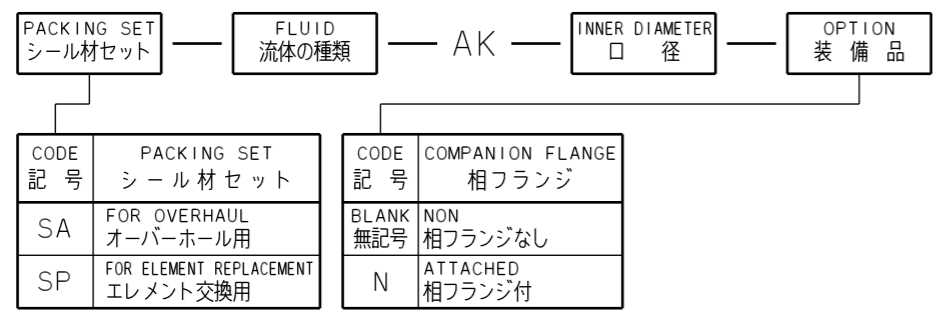 PACKING SET
シール材セット
FLUID
流体の種類
AK
INNER DIAMETER
口 径
OPTION
装 備 品
CODE
記 号
PACKING SET
シール材セット
SA
FOR OVERHAUL
オーバーホール用
SP
FOR ELEMENT REPLACEMENT
エレメント交換用
CODE
記 号
COMPANION FLANGE
相フランジ
BLANK
無記号
NON
相フランジなし
N
ATTACHED
相フランジ付